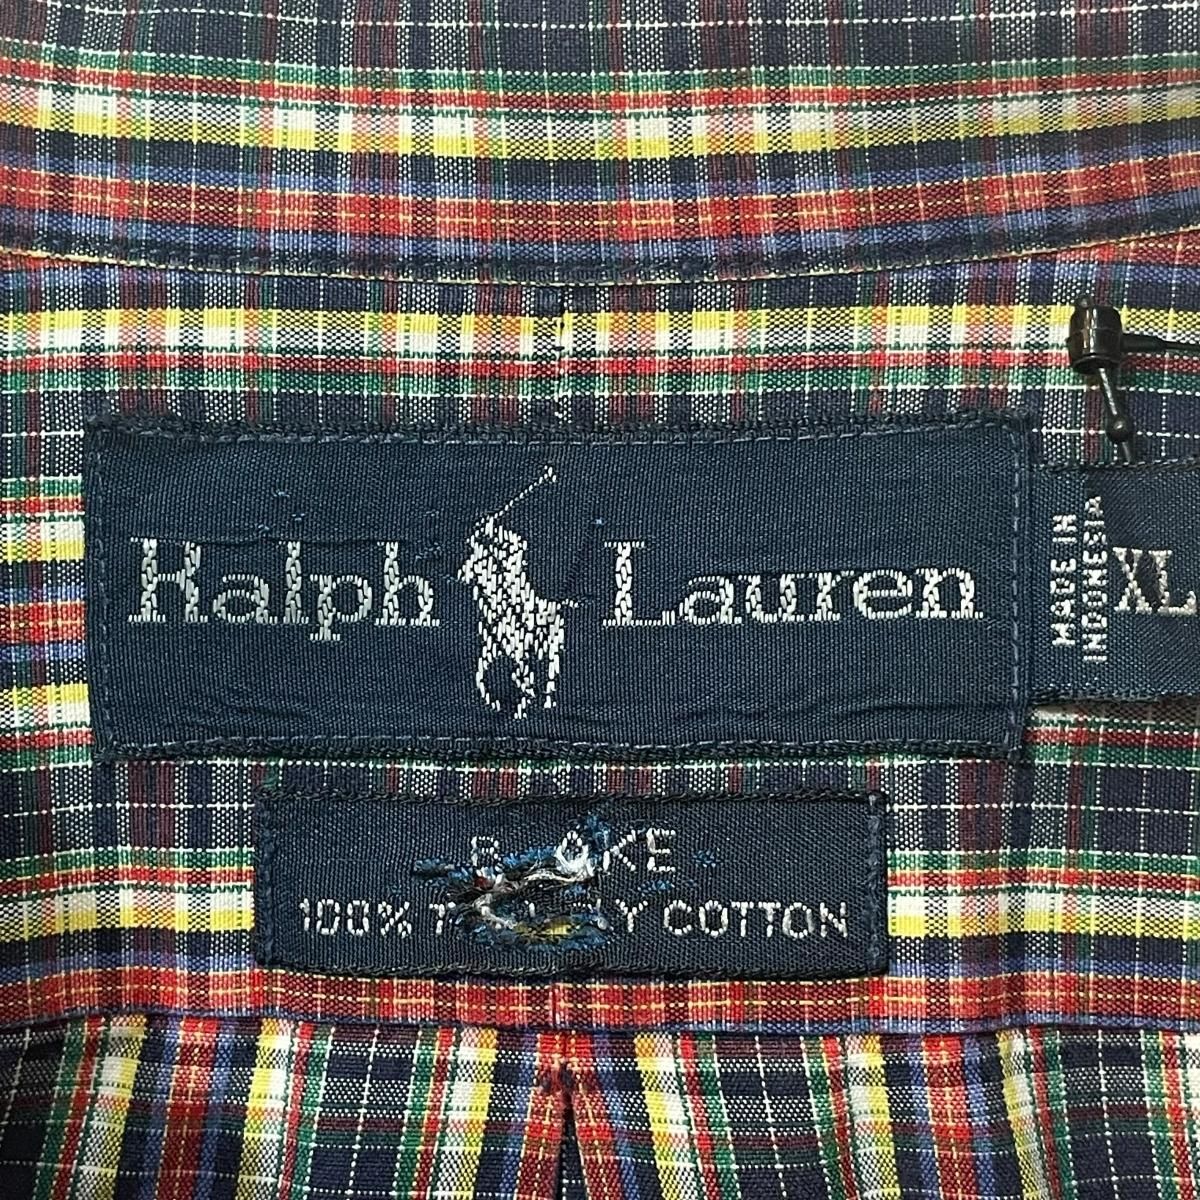 Ralph Lauren
MADE IN
INDONESIA
XL
100% COTTON